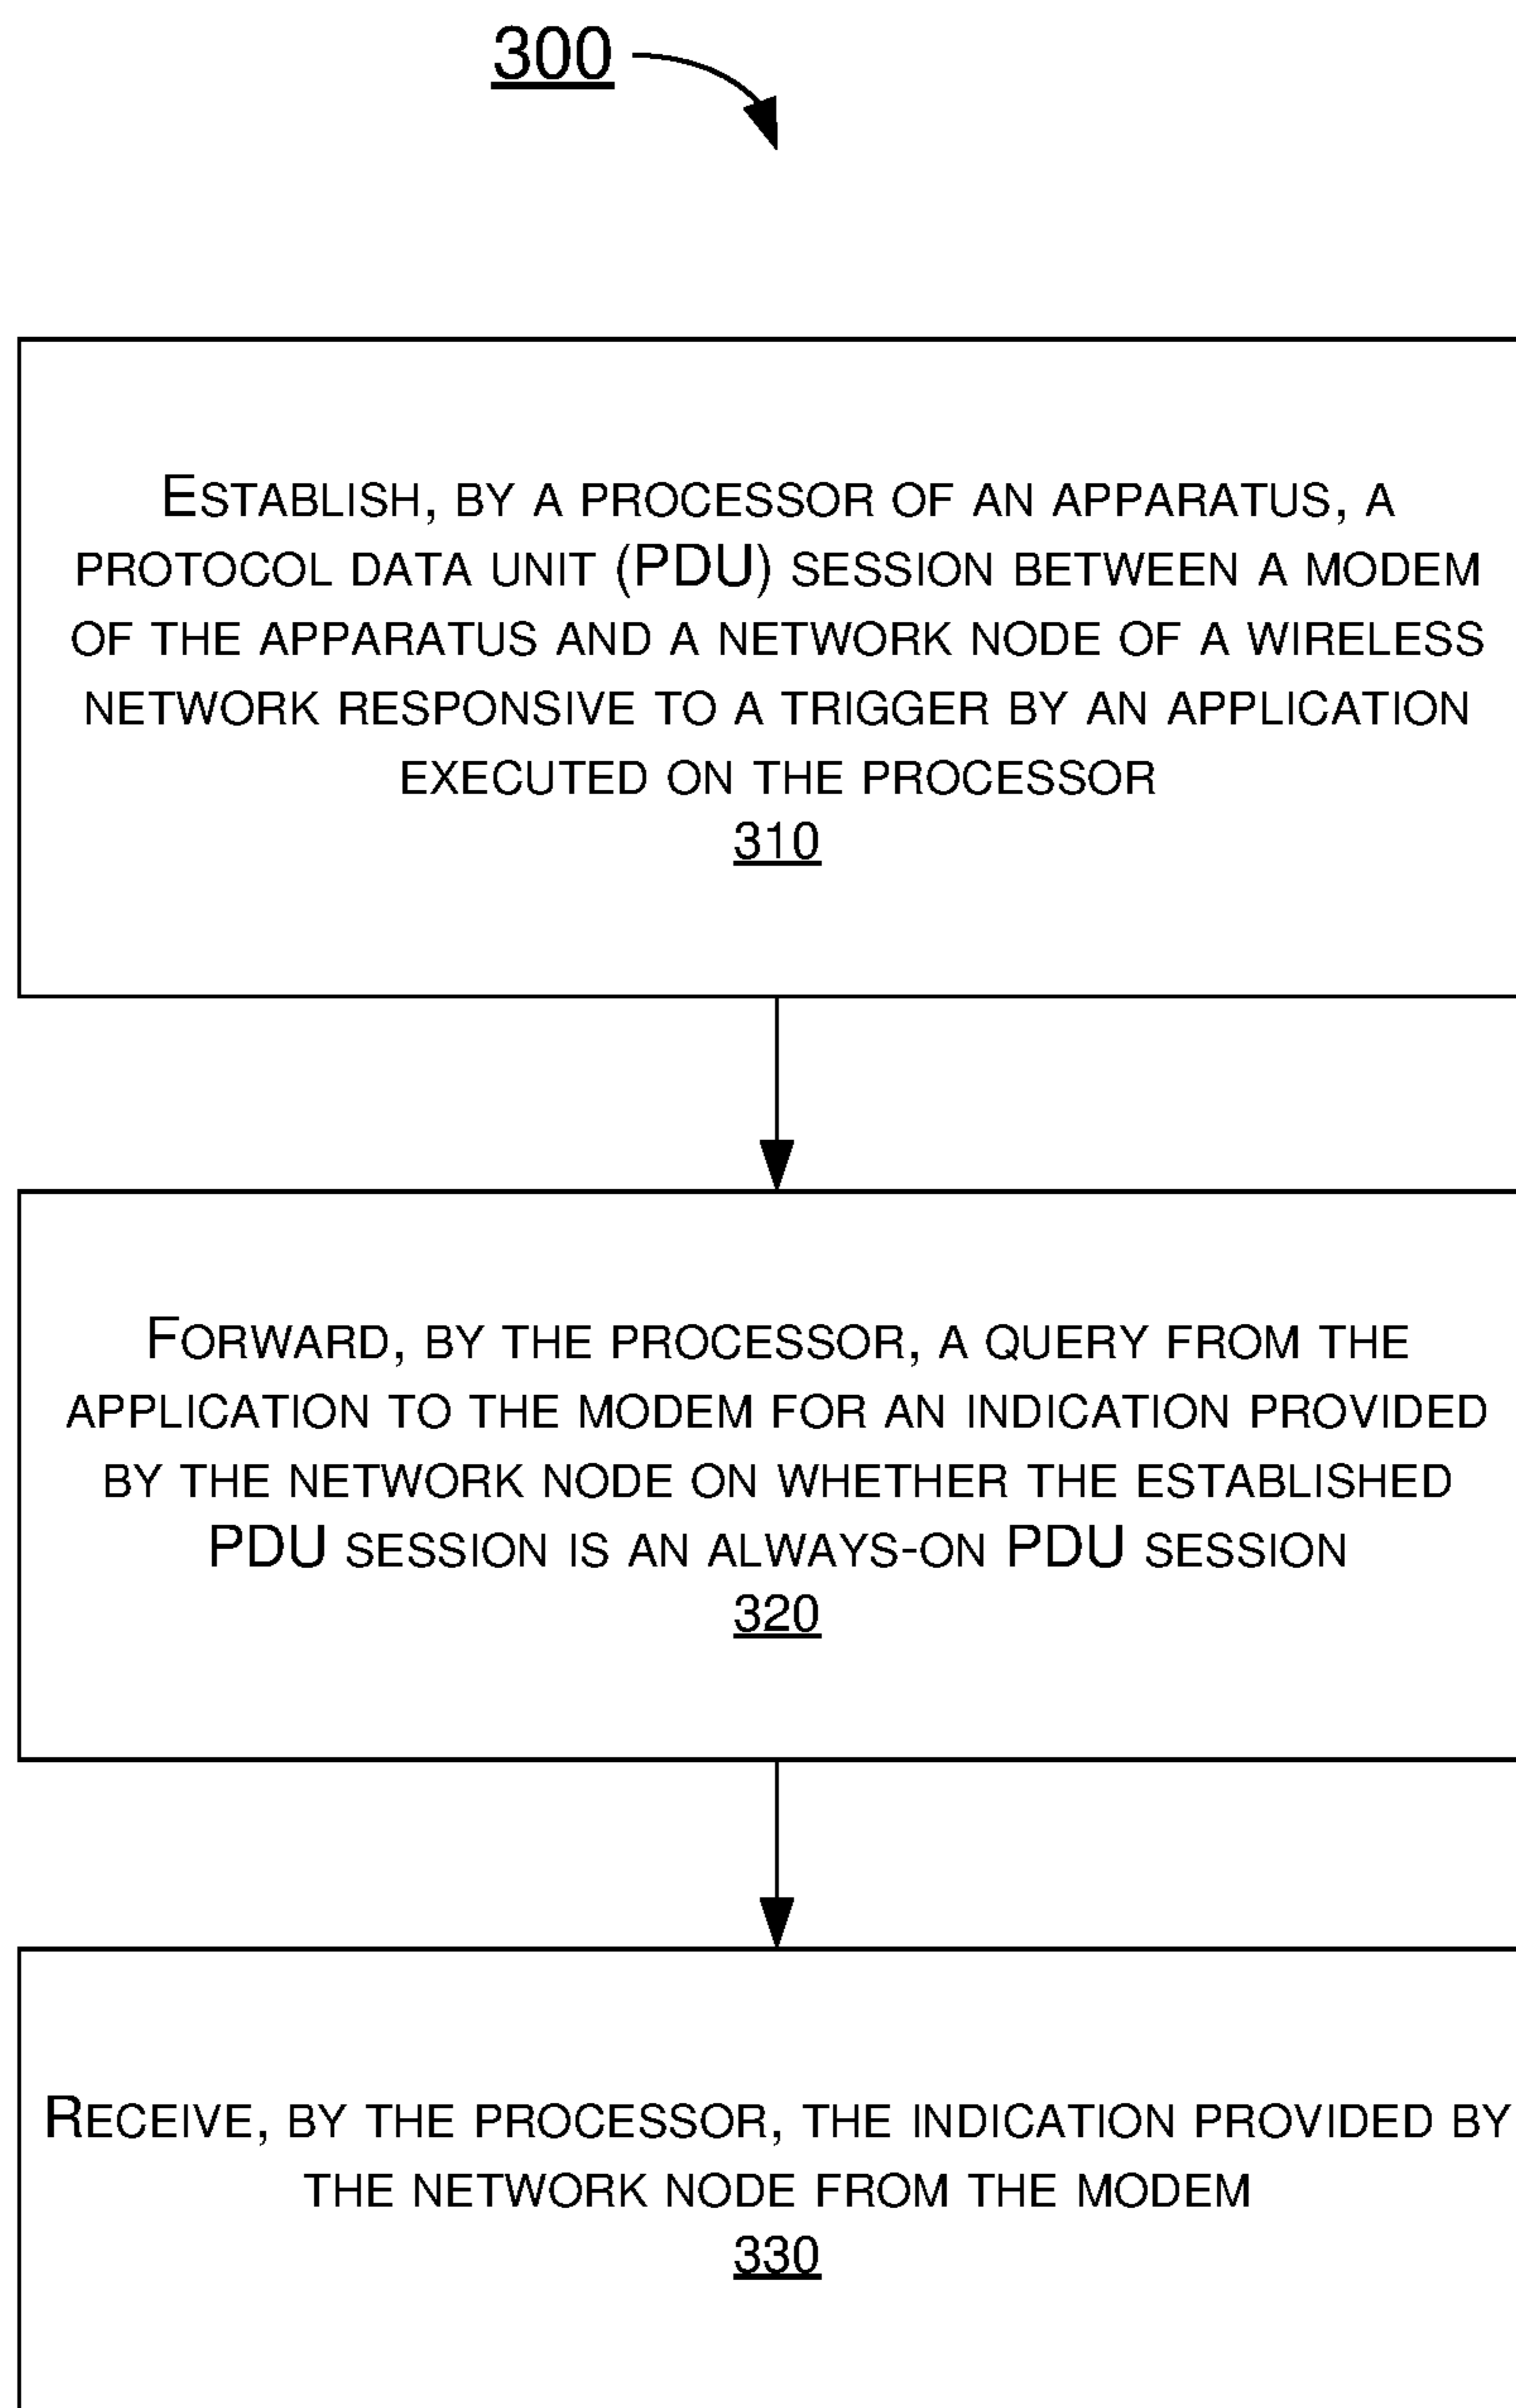 300
ESTABLISH, BY A PROCESSOR OF AN APPARATUS, A
PROTOCOL DATA UNIT (PDU) SESSION BETWEEN A MODEM
OF THE APPARATUS AND A NETWORK NODE OF A WIRELESS
NETWORK RESPONSIVE TO A TRIGGER BY AN APPLICATION
EXECUTED ON THE PROCESSOR
310
FORWARD, BY THE PROCESSOR, A QUERY FROM THE
APPLICATION TO THE MODEM FOR AN INDICATION PROVIDED
BY THE NETWORK NODE ON WHETHER THE ESTABLISHED
PDU SESSION IS AN ALWAYS-ON PDU SESSION
320
RECEIVE, BY THE PROCESSOR, THE INDICATION PROVIDED BY
THE NETWORK NODE FROM THE MODEM
330